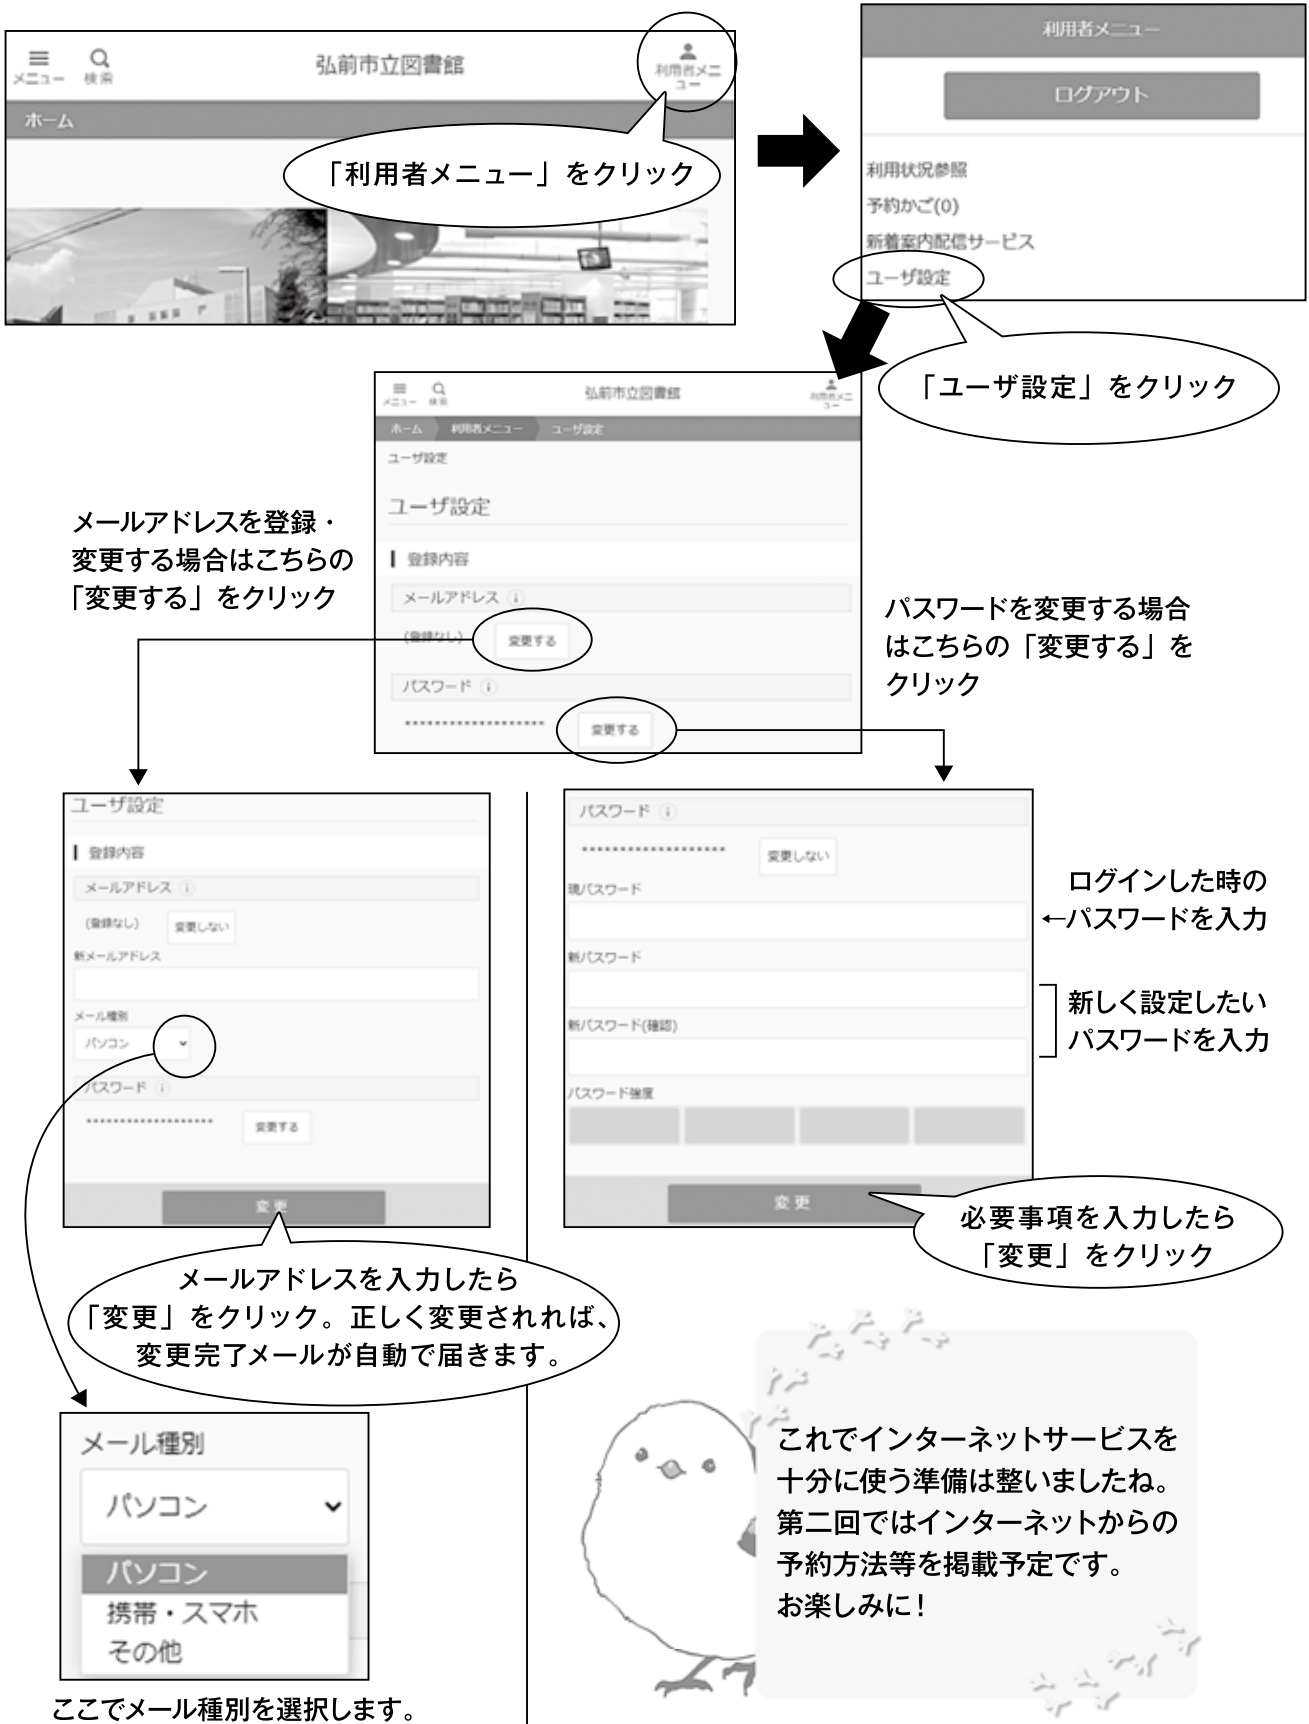 メニュー
検索
弘前市立図書館
利用者メニ
ュー
ホーム
「利用者メニュー」をクリック
利用者メニュー
ログアウト
利用状況参照
予約かご(0)
新着案内配信サービス
ユーザ設定
「ユーザ設定」をクリック
メニュー
検索
弘前市立図書館
利用者メニ
ュー
ホーム
利用者メニュー
ユーザ設定
ユーザ設定
ユーザ設定
登録内容
メールアドレス i
(登録なし)
変更する
パスワード i
*******************
変更する
メールアドレスを登録・
変更する場合はこちらの
「変更する」をクリック
パスワードを変更する場合
はこちらの「変更する」を
クリック
ユーザ設定
登録内容
メールアドレス i
(登録なし)
変更しない
新メールアドレス
メール種別
パソコン
パスワード i
*******************
変更する
変更
メールアドレスを入力したら
「変更」をクリック。正しく変更されれば、
変更完了メールが自動で届きます。
メール種別
パソコン
パソコン
携帯・スマホ
その他
ここでメール種別を選択します。
パスワード i
*******************
変更しない
現パスワード
新パスワード
新パスワード(確認)
パスワード強度
変更
ログインした時の
←パスワードを入力
新しく設定したい
パスワードを入力
必要事項を入力したら
「変更」をクリック
これでインターネットサービスを
十分に使う準備は整いましたね。
第二回ではインターネットからの
予約方法等を掲載予定です。
お楽しみに!